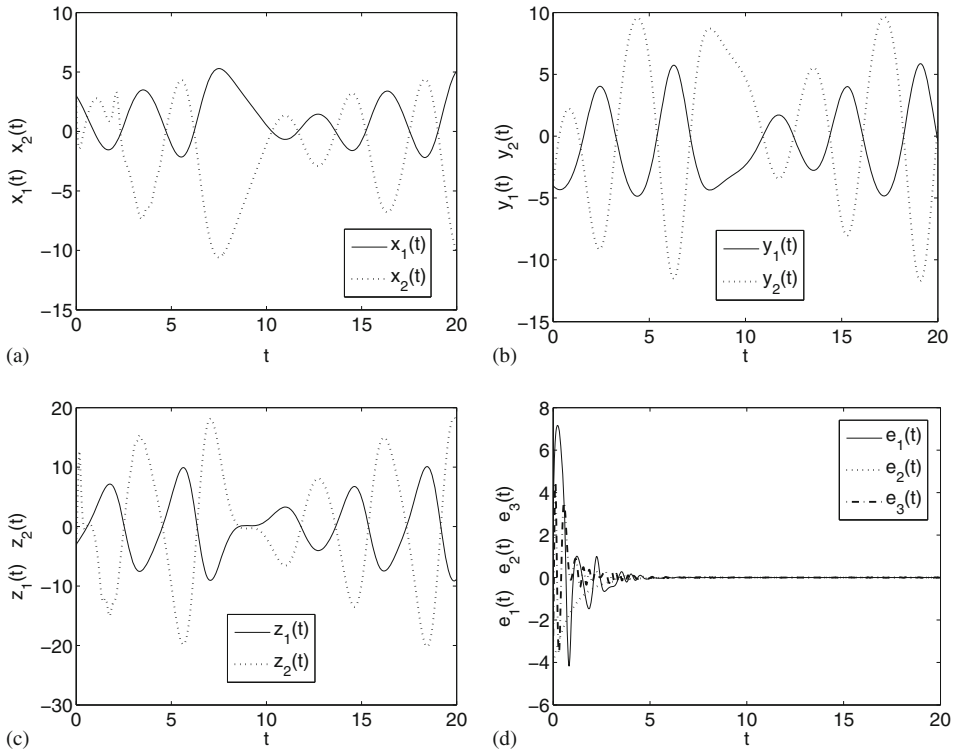 10
5
0
−5
−10
−15
0
5
10
15
20
x_1(t) x_2(t)
t
x_1(t)
x_2(t)
(a)
10
5
0
−5
−10
−15
0
5
10
15
20
y_1(t) y_2(t)
t
y_1(t)
y_2(t)
(b)
20
10
0
−10
−20
−30
0
5
10
15
20
z_1(t) z_2(t)
t
z_1(t)
z_2(t)
(c)
8
6
4
2
0
−2
−4
−6
0
5
10
15
20
e_1(t) e_2(t) e_3(t)
t
e_1(t)
e_2(t)
e_3(t)
(d)